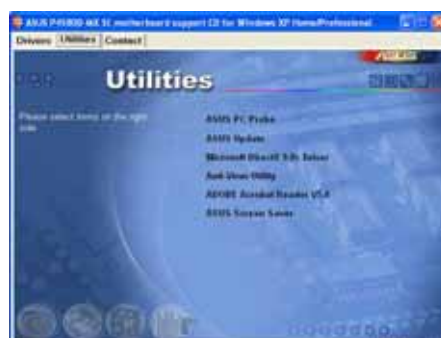 ASUS P4S800-MX SE motherboard support CD for Windows XP Home/Professional
Drivers Utilities Contact
Utilities
Please select items on the right
side
ASUS PC Probe
ASUS Update
Microsoft DirectX 9.0c Driver
Anti-Virus Utility
ADOBE Acrobat Reader V5.0
ASUS Screen Saver